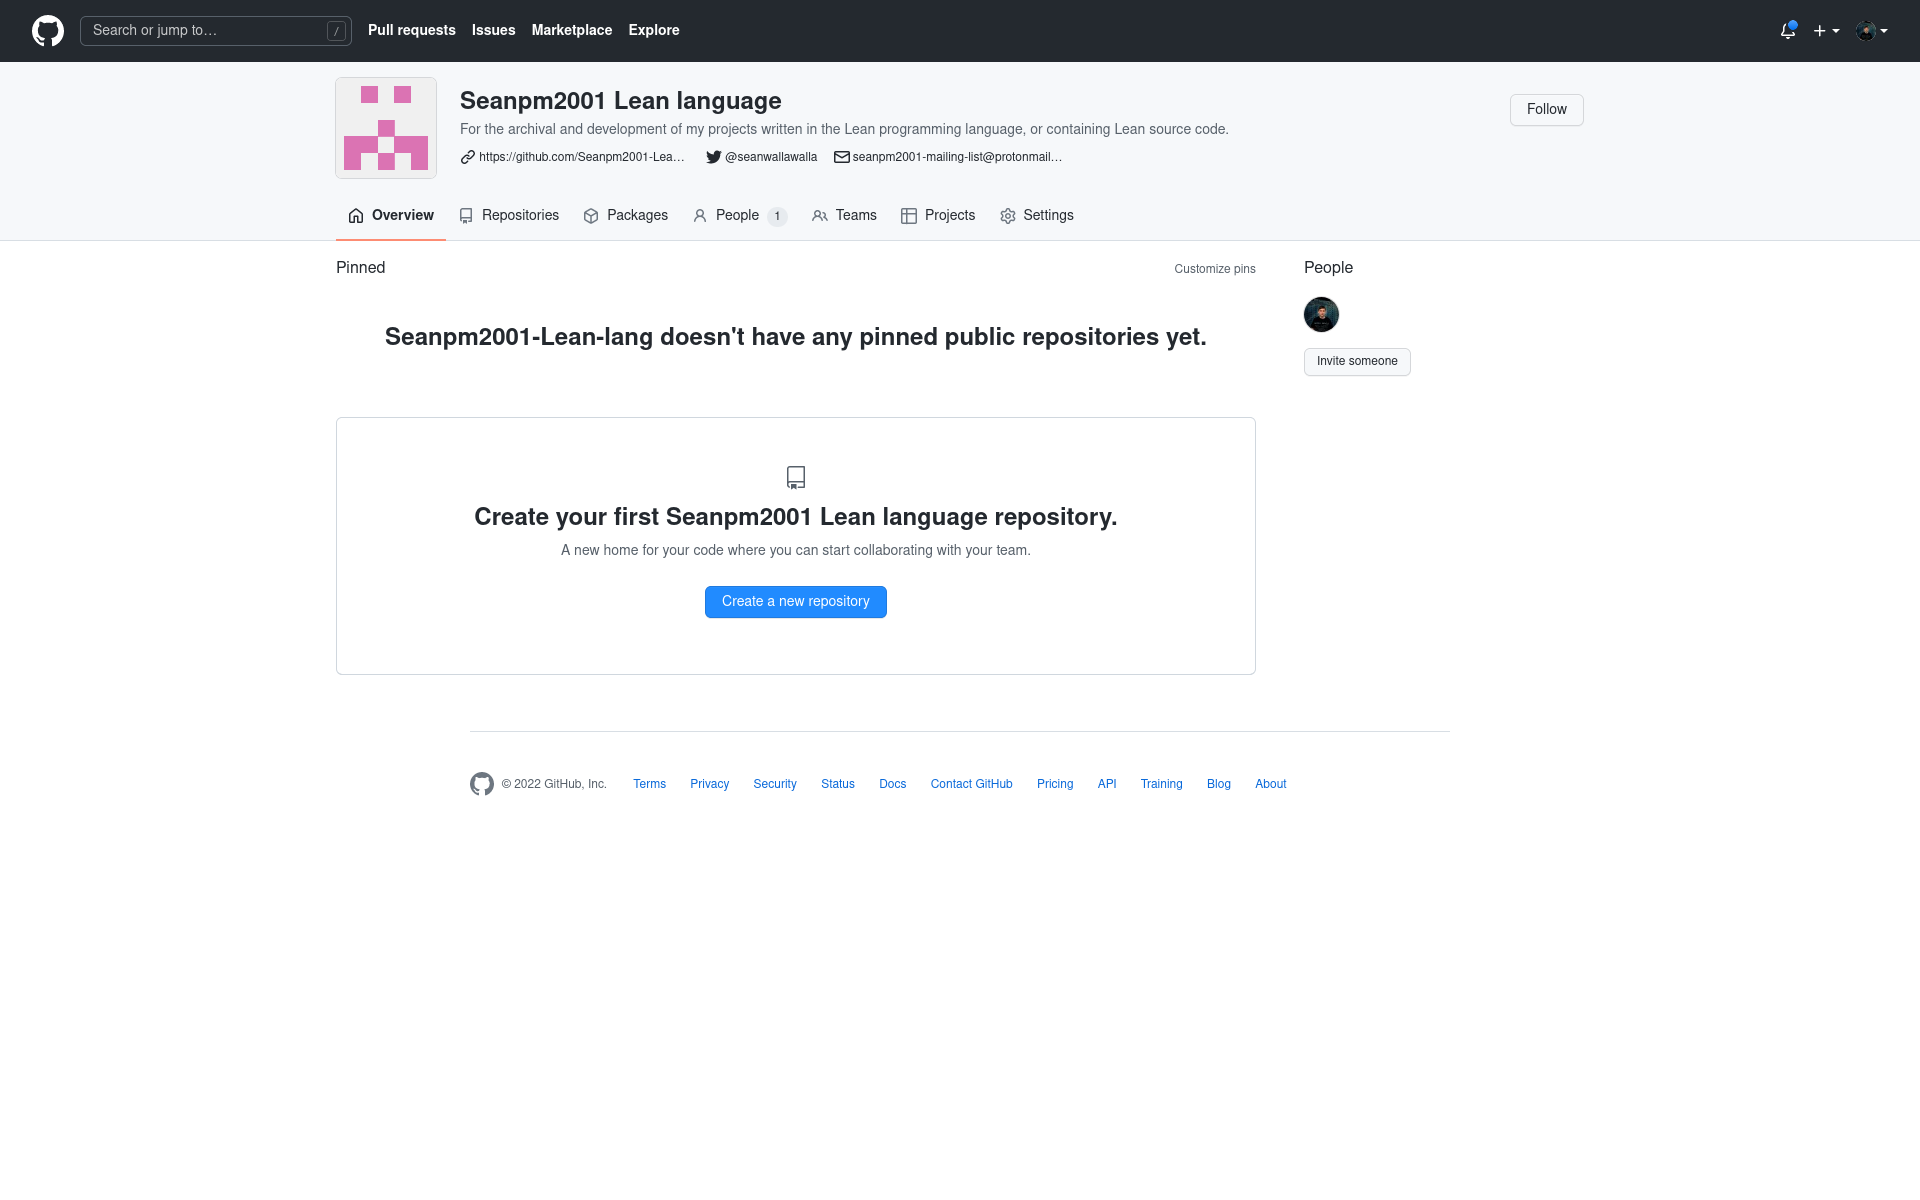 Search or jump to… /
Pull requests Issues Marketplace Explore
Seanpm2001 Lean language
Follow
For the archival and development of my projects written in the Lean programming language, or containing Lean source code.
https://github.com/Seanpm2001-Lea… @seanwallawalla seanpm2001-mailing-list@protonmail…
Overview Repositories Packages People 1 Teams Projects Settings
Pinned Customize pins
People
Seanpm2001-Lean-lang doesn't have any pinned public repositories yet.
Invite someone
Create your first Seanpm2001 Lean language repository.
A new home for your code where you can start collaborating with your team.
Create a new repository
© 2022 GitHub, Inc. Terms Privacy Security Status Docs Contact GitHub Pricing API Training Blog About